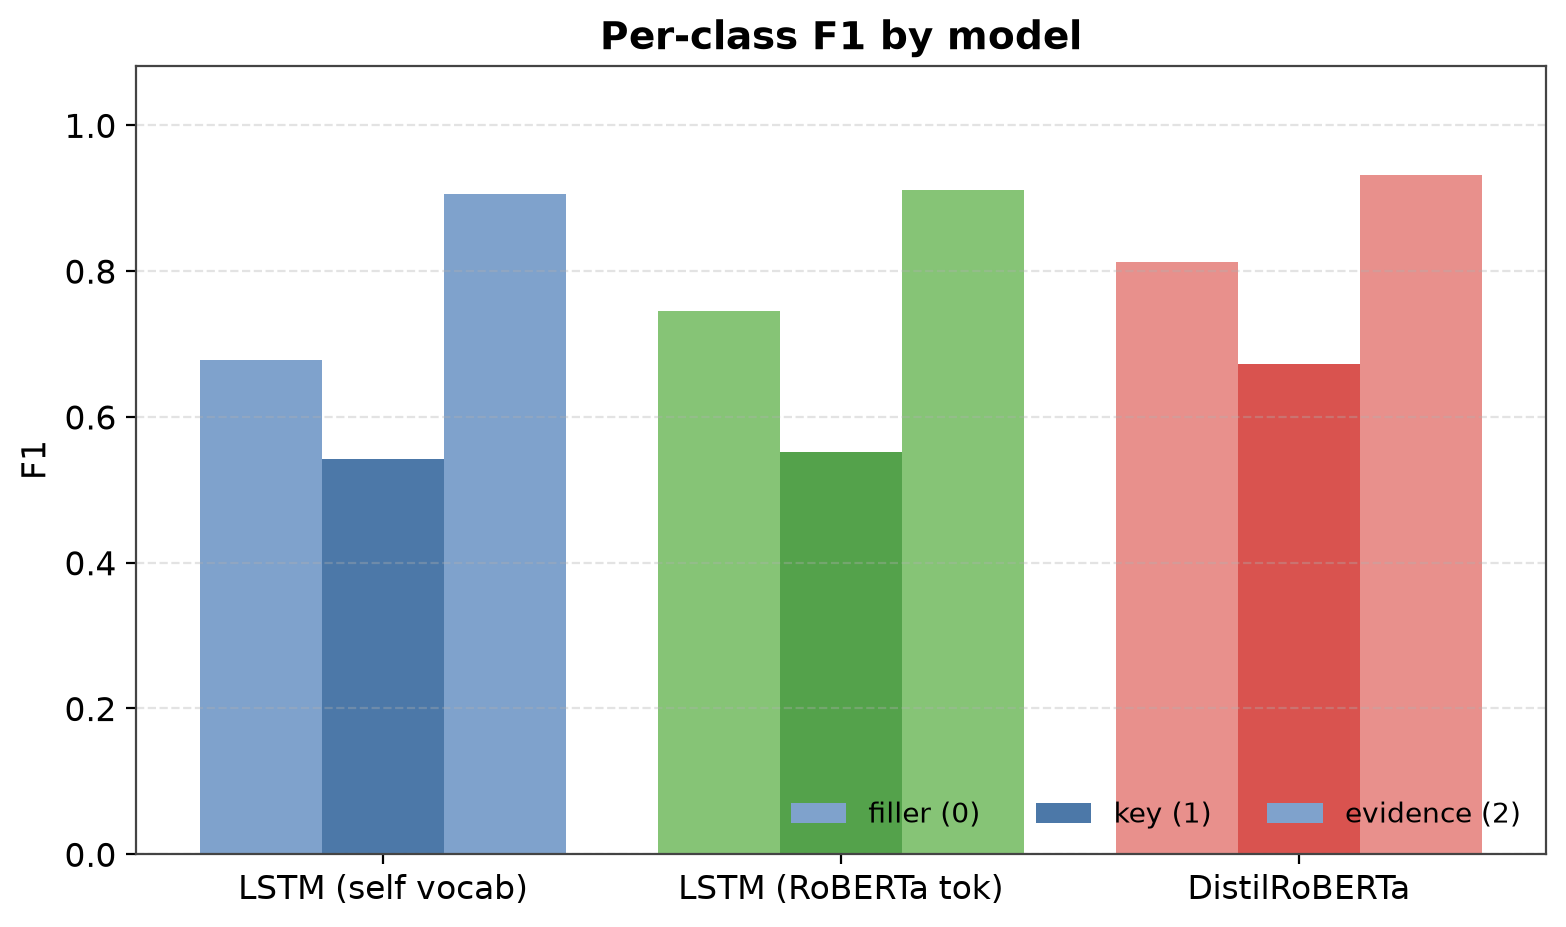 Per-class F1 by model
1.0
0.8
0.6
0.4
0.2
0.0
F1
filler (0) key (1) evidence (2)
LSTM (self vocab) LSTM (RoBERTa tok) DistilRoBERTa